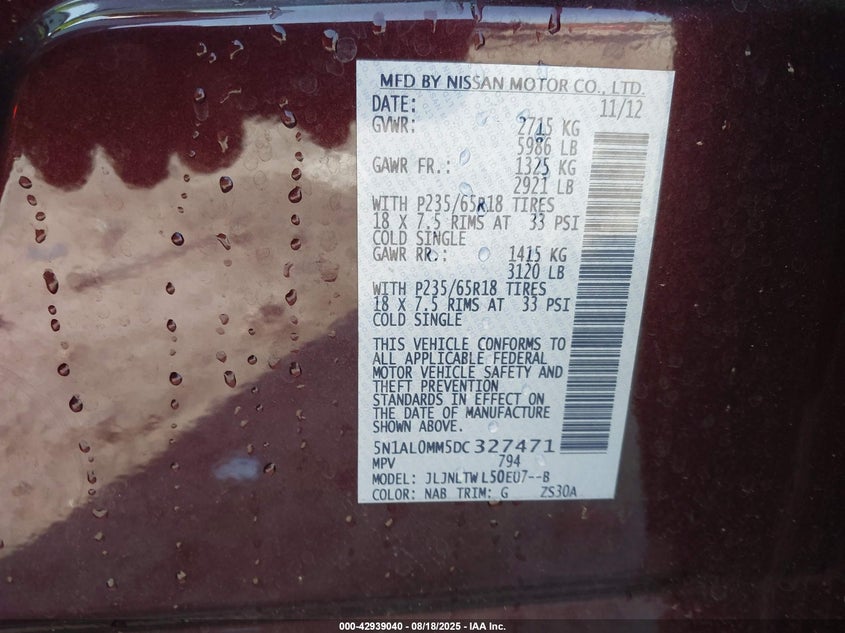 MFD BY NISSAN MOTOR CO., LTD.
DATE: 11/12
GVWR: 2715 KG
5986 LB
GAWR FR.: 1325 KG
2921 LB
WITH P235/65R18 TIRES
18 X 7.5 RIMS AT 33 PSI
COLD SINGLE
GAWR RR.: 1415 KG
3120 LB
WITH P235/65R18 TIRES
18 X 7.5 RIMS AT 33 PSI
COLD SINGLE
THIS VEHICLE CONFORMS TO
ALL APPLICABLE FEDERAL
MOTOR VEHICLE SAFETY AND
THEFT PREVENTION
STANDARDS IN EFFECT ON
THE DATE OF MANUFACTURE
SHOWN ABOVE.
5N1AL0MM5DC327471
MPV 794
MODEL: JLJNLTWL50EU7--B
COLOR: NAB TRIM: G ZS30A
000-42939040 - 08/18/2025 - IAA Inc.